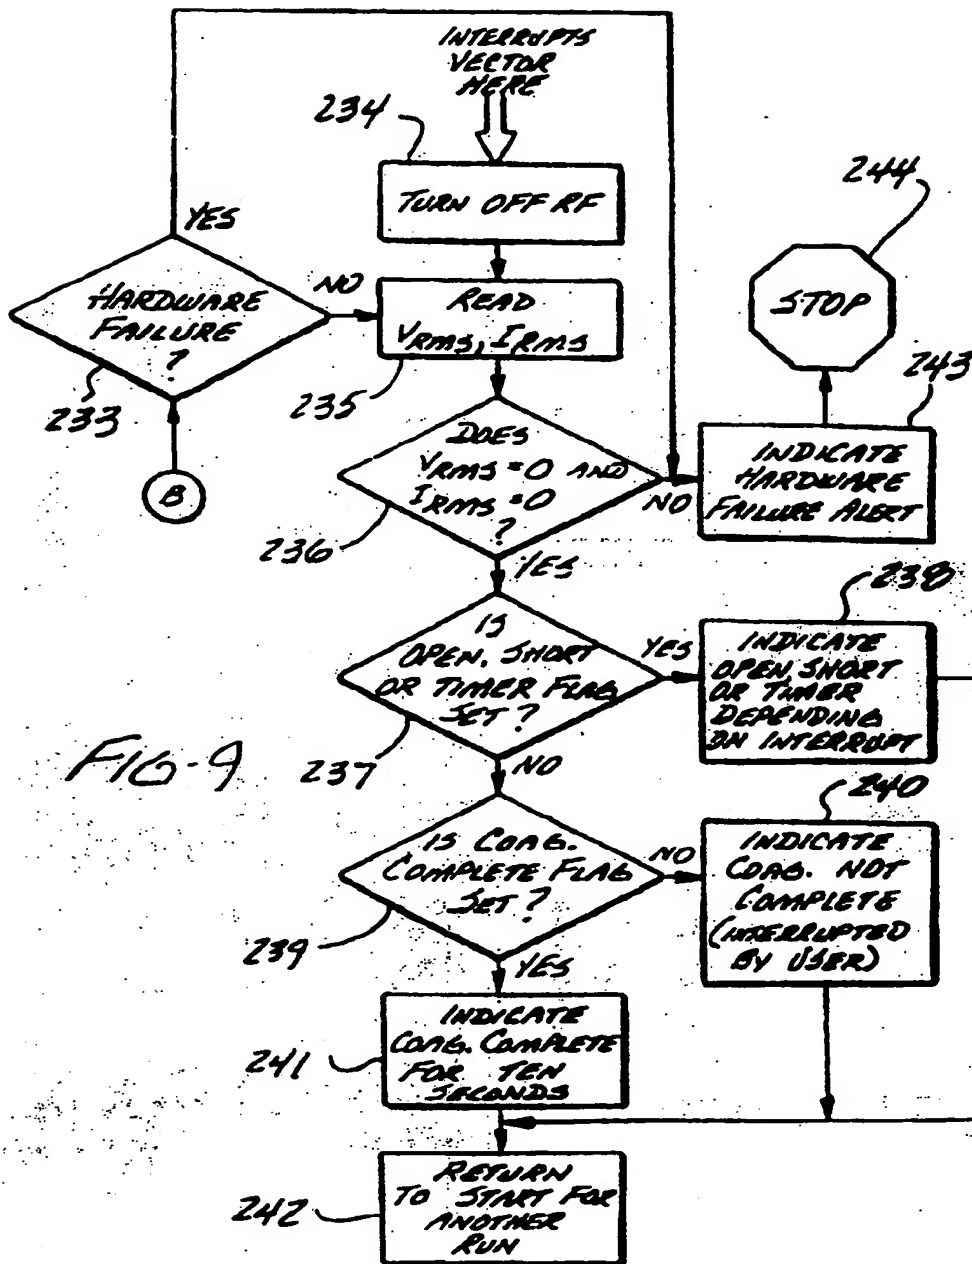 INTERRUPTS
VECTOR
HERE
234
TURN OFF RF
244
STOP
YES
HARDWARE
FAILURE
?
233
NO
READ
VRMS, IRMS
235
B
DOES
VRMS = 0 AND
IRMS = 0
?
236
NO
YES
243
INDICATE
HARDWARE
FAILURE ALERT
IS
OPEN, SHORT
OR TIMER FLAG
SET?
237
YES
NO
238
INDICATE
OPEN, SHORT
OR TIMER
DEPENDING
ON INTERRUPT
FIG-9
IS COAG.
COMPLETE FLAG
SET?
239
NO
YES
240
INDICATE
COAG. NOT
COMPLETE
(INTERRUPTED
BY USER)
241
INDICATE
COAG. COMPLETE
FOR TEN
SECONDS
242
RETURN
TO START FOR
ANOTHER
RUN